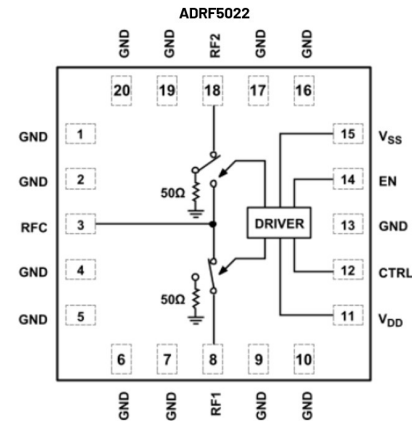 ADRF5022
GND GND RF2 GND GND
20 19 18 17 16
GND 1
GND 2
RFC 3
GND 4
GND 5
50Ω
50Ω
DRIVER
15 VSS
14 EN
13 GND
12 CTRL
11 VDD
6 7 8 9 10
GND GND RF1 GND GND